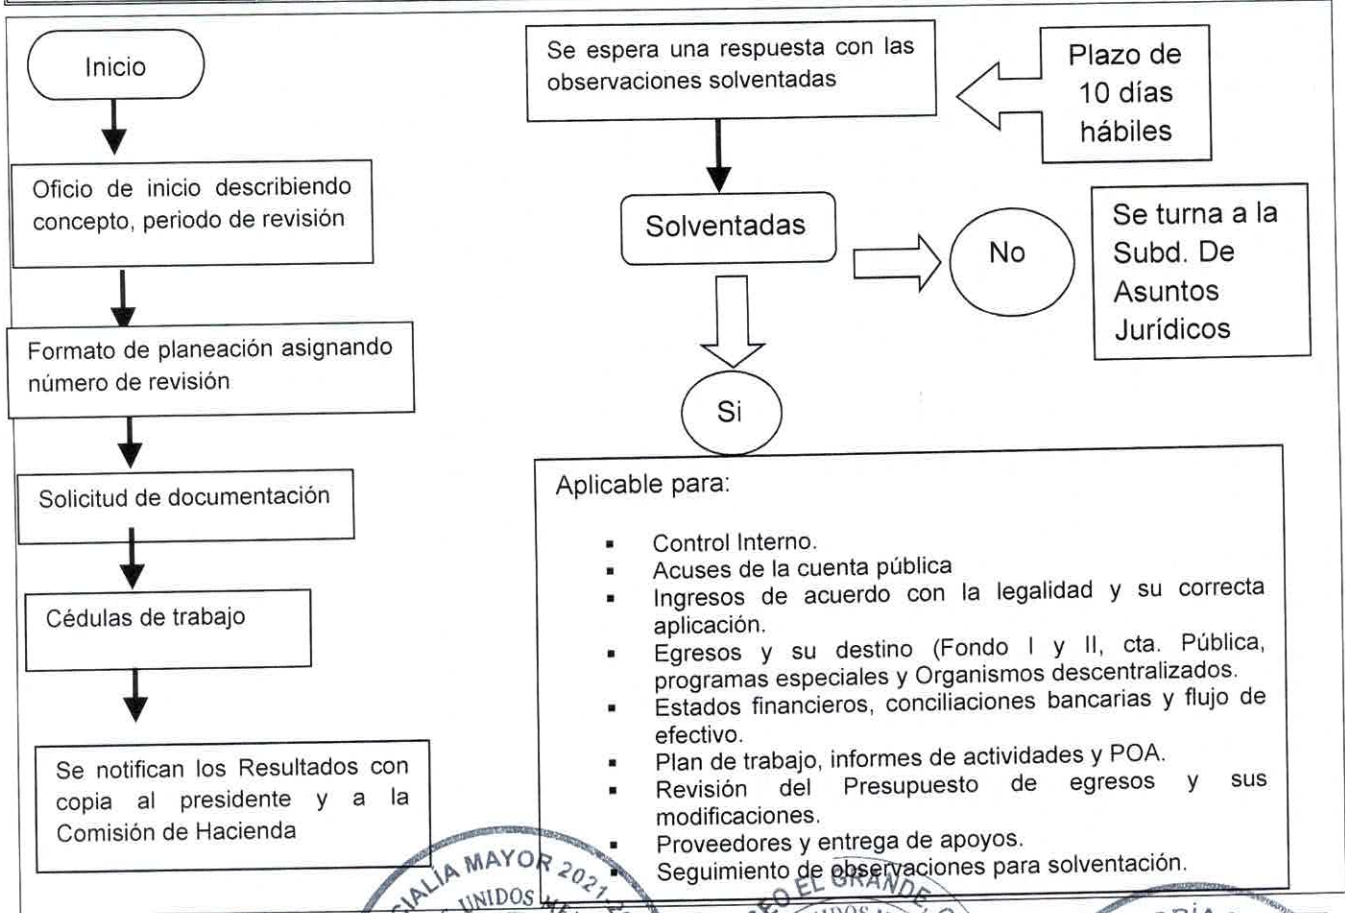 Inicio
Oficio de inicio describiendo
concepto, periodo de revisión
Formato de planeación asignando
número de revisión
Solicitud de documentación
Cédulas de trabajo
Se notifican los Resultados con
copia al presidente y a la
Comisión de Hacienda
Se espera una respuesta con las
observaciones solventadas
Plazo de
10 días
hábiles
Solventadas
No
Se turna a la
Subd. De
Asuntos
Jurídicos
Si
Aplicable para:
▪ Control Interno.
▪ Acuses de la cuenta pública
▪ Ingresos de acuerdo con la legalidad y su correcta
aplicación.
▪ Egresos y su destino (Fondo I y II, cta. Pública,
programas especiales y Organismos descentralizados.
▪ Estados financieros, conciliaciones bancarias y flujo de
efectivo.
▪ Plan de trabajo, informes de actividades y POA.
▪ Revisión del Presupuesto de egresos y sus
modificaciones.
▪ Proveedores y entrega de apoyos.
▪ Seguimiento de observaciones para solventación.
MAYOR 2021
UNIDOS
EL GRANDE,